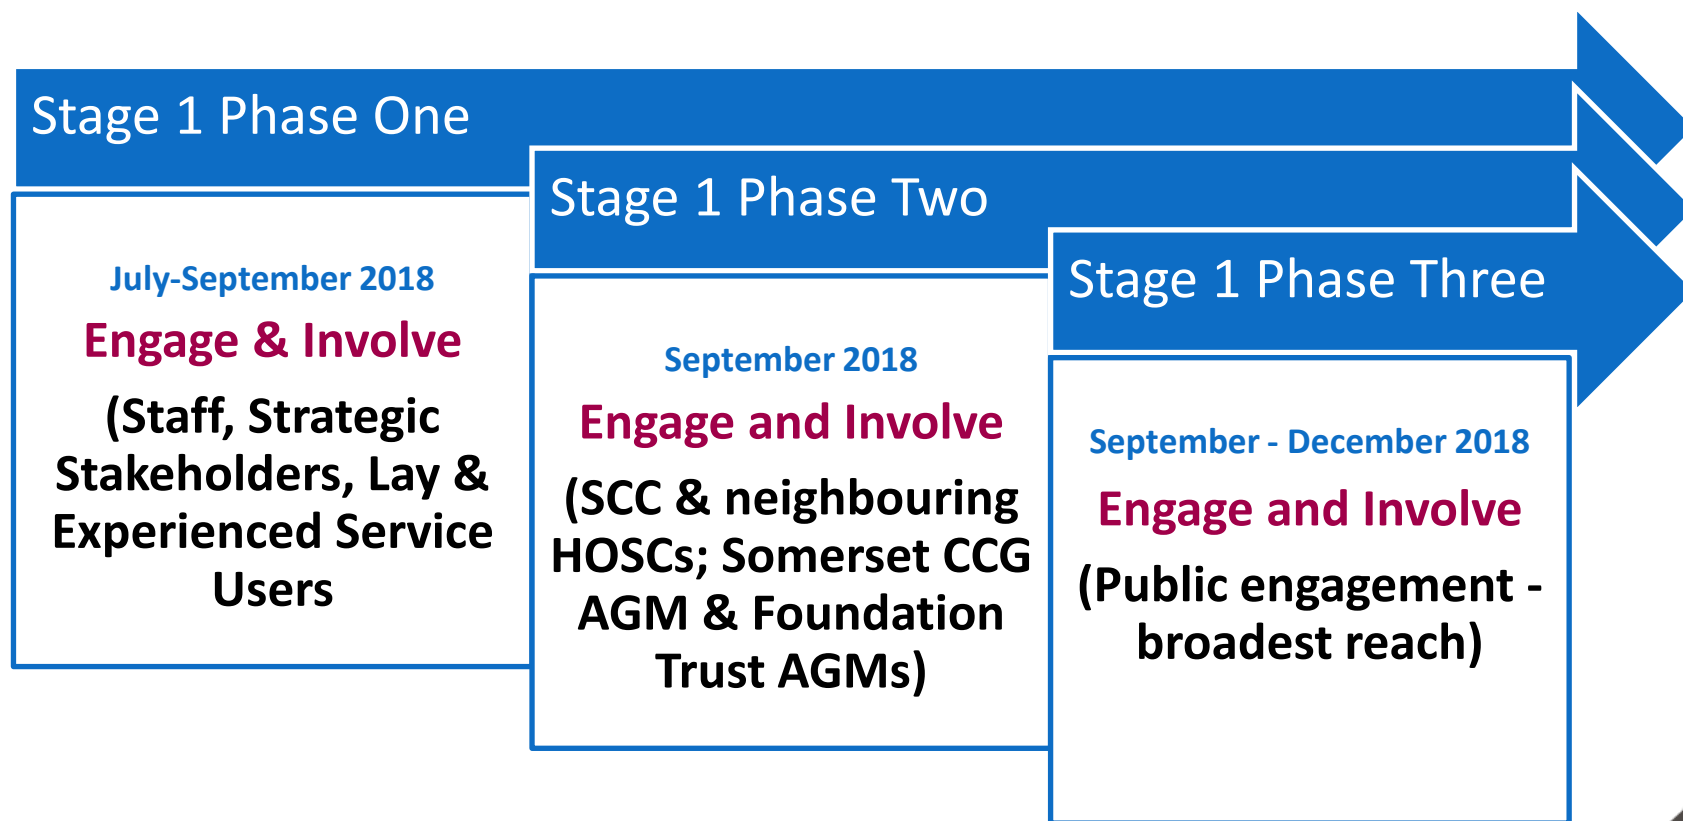 Stage 1 Phase One
July-September 2018
Engage & Involve
(Staff, Strategic
Stakeholders, Lay &
Experienced Service
Users
Stage 1 Phase Two
September 2018
Engage and Involve
(SCC & neighbouring
HOSCs; Somerset CCG
AGM & Foundation
Trust AGMs)
Stage 1 Phase Three
September - December 2018
Engage and Involve
(Public engagement -
broadest reach)